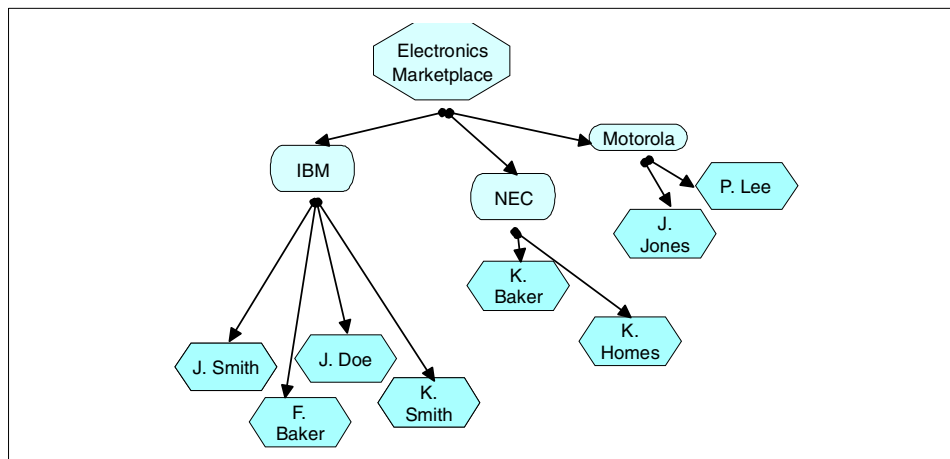 Electronics
Marketplace
IBM
NEC
Motorola
P. Lee
J.
Jones
K.
Baker
K.
Homes
J. Smith
J. Doe
F.
Baker
K.
Smith